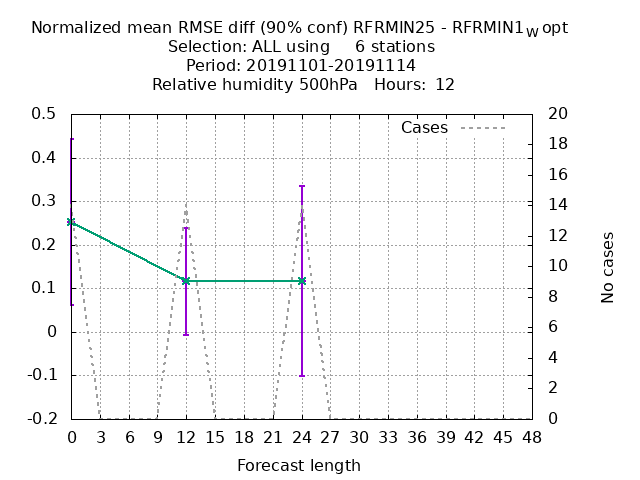 Normalized mean RMSE diff (90% conf) RFRMIN25 - RFRMIN1wopt
Selection: ALL using     6 stations
Period: 20191101-20191114
Relative humidity 500hPa   Hours:  12
Cases
0.5
0.4
0.3
0.2
0.1
0
-0.1
-0.2
20
18
16
14
12
10
8
6
4
2
0
No cases
0 3 6 9 12 15 18 21 24 27 30 33 36 39 42 45 48
Forecast length